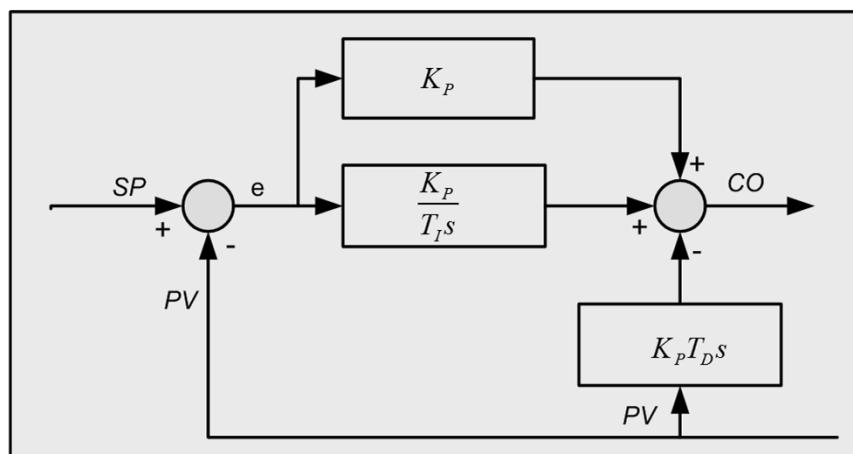 K_P
SP
+
-
e
K_P
T_I s
+
+
-
CO
PV
K_P T_D s
PV